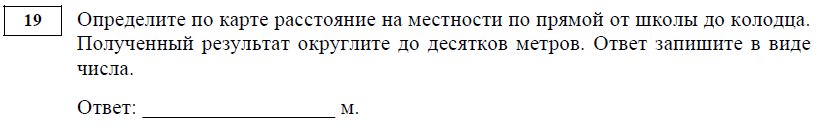 19
Определите по карте расстояние на местности по прямой от школы до колодца.
Полученный результат округлите до десятков метров. Ответ запишите в виде
числа.
Ответ: ___________________ м.